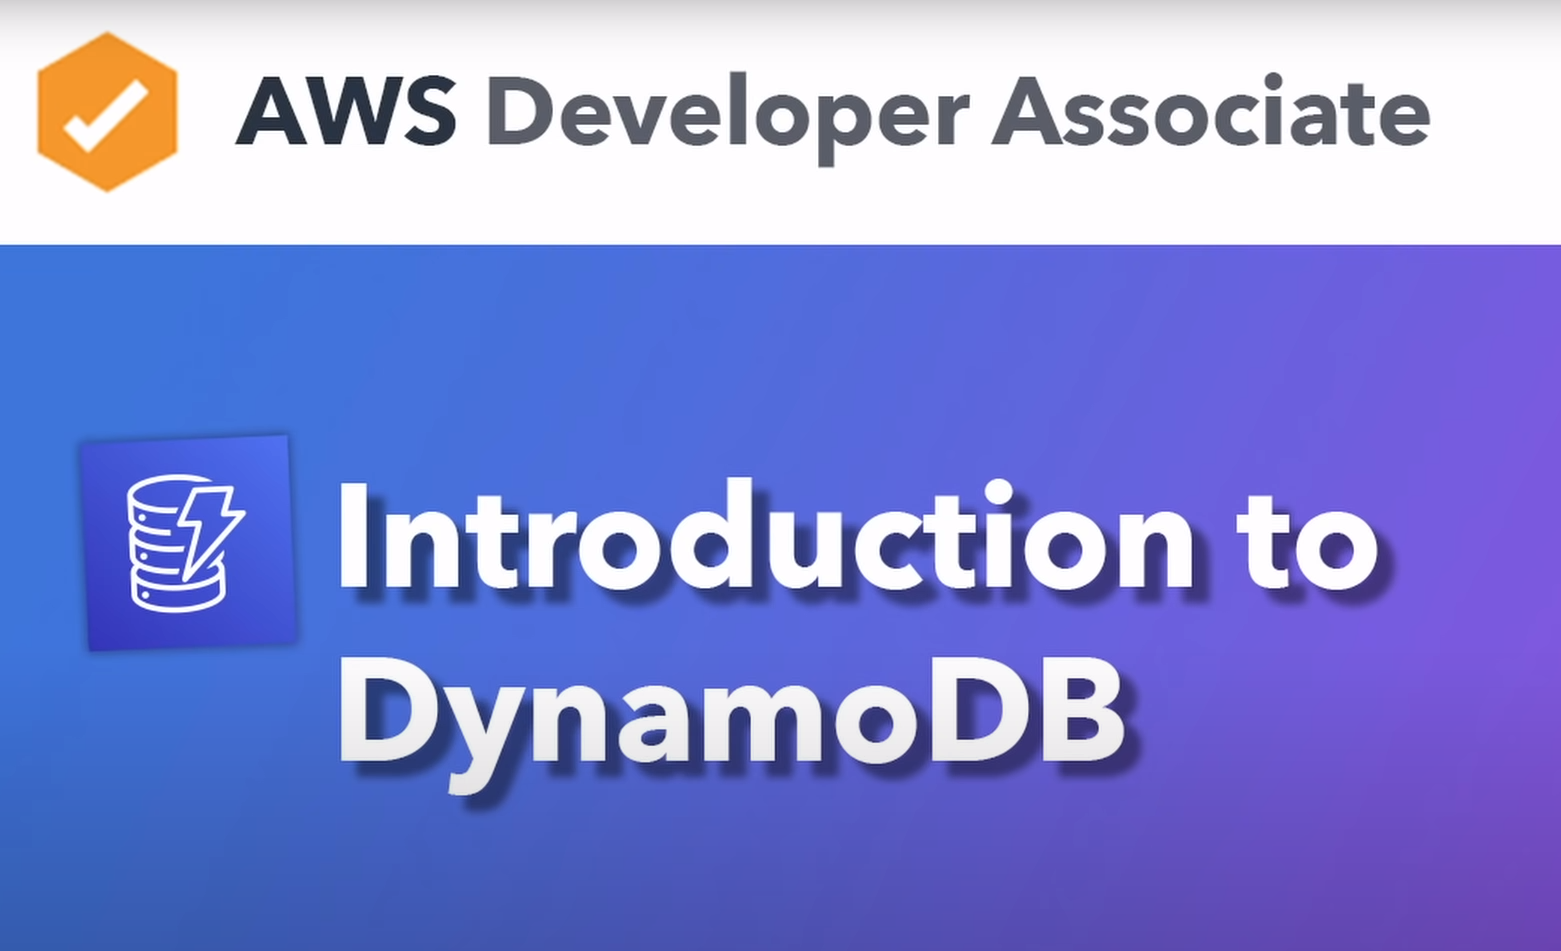 AWS Developer Associate
Introduction to
DynamoDB